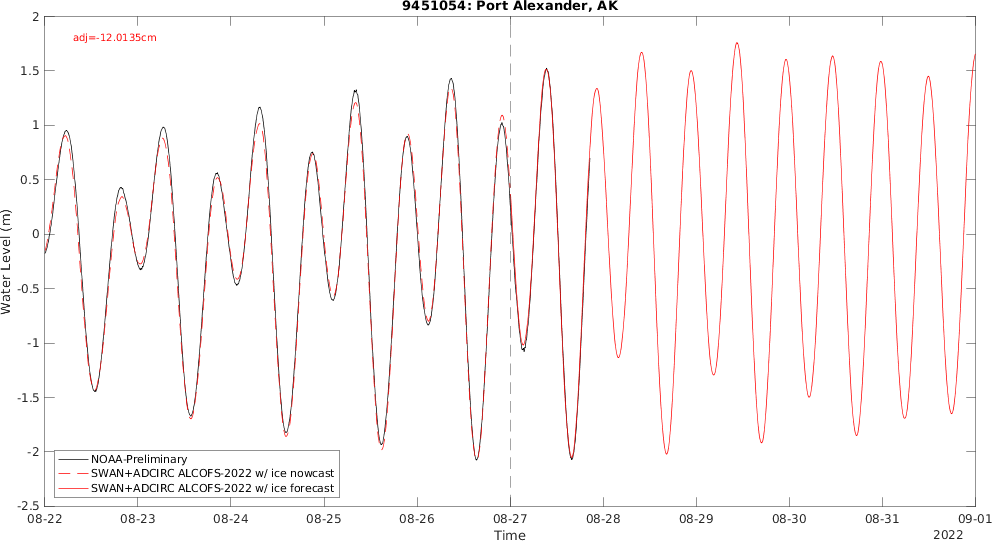 9451054: Port Alexander, AK
adj=-12.0135cm
Water Level (m)
2
1.5
1
0.5
0
-0.5
-1
-1.5
-2
-2.5
NOAA-Preliminary
SWAN+ADCIRC ALCOFS-2022 w/ ice nowcast
SWAN+ADCIRC ALCOFS-2022 w/ ice forecast
08-22 08-23 08-24 08-25 08-26 08-27 08-28 08-29 08-30 08-31 09-01
Time
2022